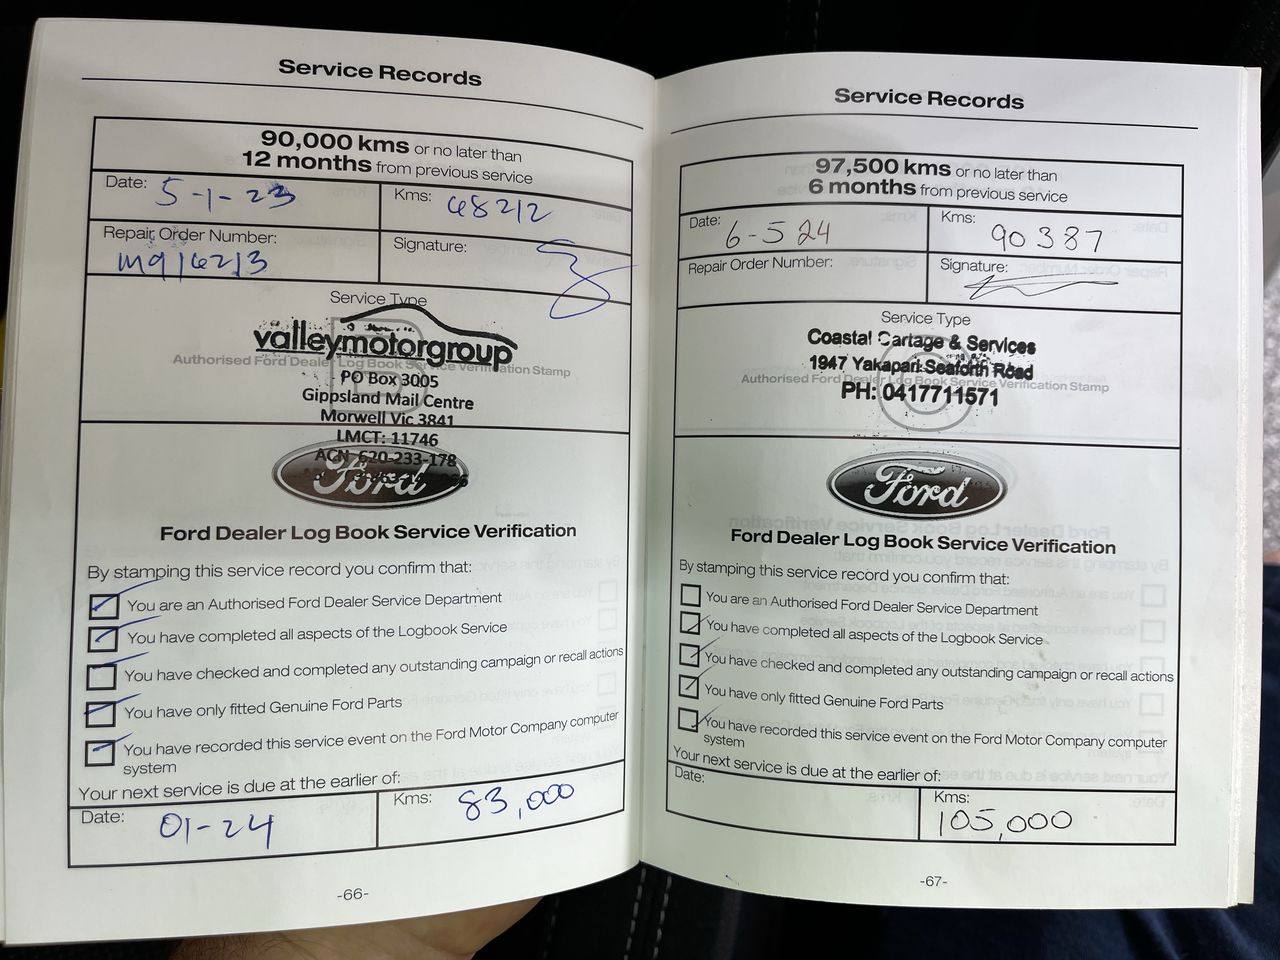 Service Records
90,000 kms or no later than
12 months from previous service
Date: 5-1-23
Kms: 68212
Repair Order Number:
Signature:
Service Type
valleymotorgroup
Authorised Ford Dealer Log Book Service Verification Stamp
PO Box 3005
Gippsland Mail Centre
Morwell Vic 3841
LMCT: 11746
ACN 620-233-178
Ford
Ford Dealer Log Book Service Verification
By stamping this service record you confirm that:
You are an Authorised Ford Dealer Service Department
You have completed all aspects of the Logbook Service
You have checked and completed any outstanding campaign or recall actions
You have only fitted Genuine Ford Parts
You have recorded this service event on the Ford Motor Company computer
system
Your next service is due at the earlier of:
Date: 01-24
Kms: 83,000
-66-
Service Records
97,500 kms or no later than
6 months from previous service
Date: 6-5 24
Kms: 90387
Repair Order Number:
Signature:
Service Type
Coastal Cartage & Services
1947 Yakapari Seaforth Road
Authorised Ford Dealer Log Book Service Verification Stamp
PH: 0417711571
Ford
Ford Dealer Log Book Service Verification
By stamping this service record you confirm that:
You are an Authorised Ford Dealer Service Department
You have completed all aspects of the Logbook Service
You have checked and completed any outstanding campaign or recall actions
You have only fitted Genuine Ford Parts
You have recorded this service event on the Ford Motor Company computer
system
Your next service is due at the earlier of:
Date:
Kms: 105,000
-67-